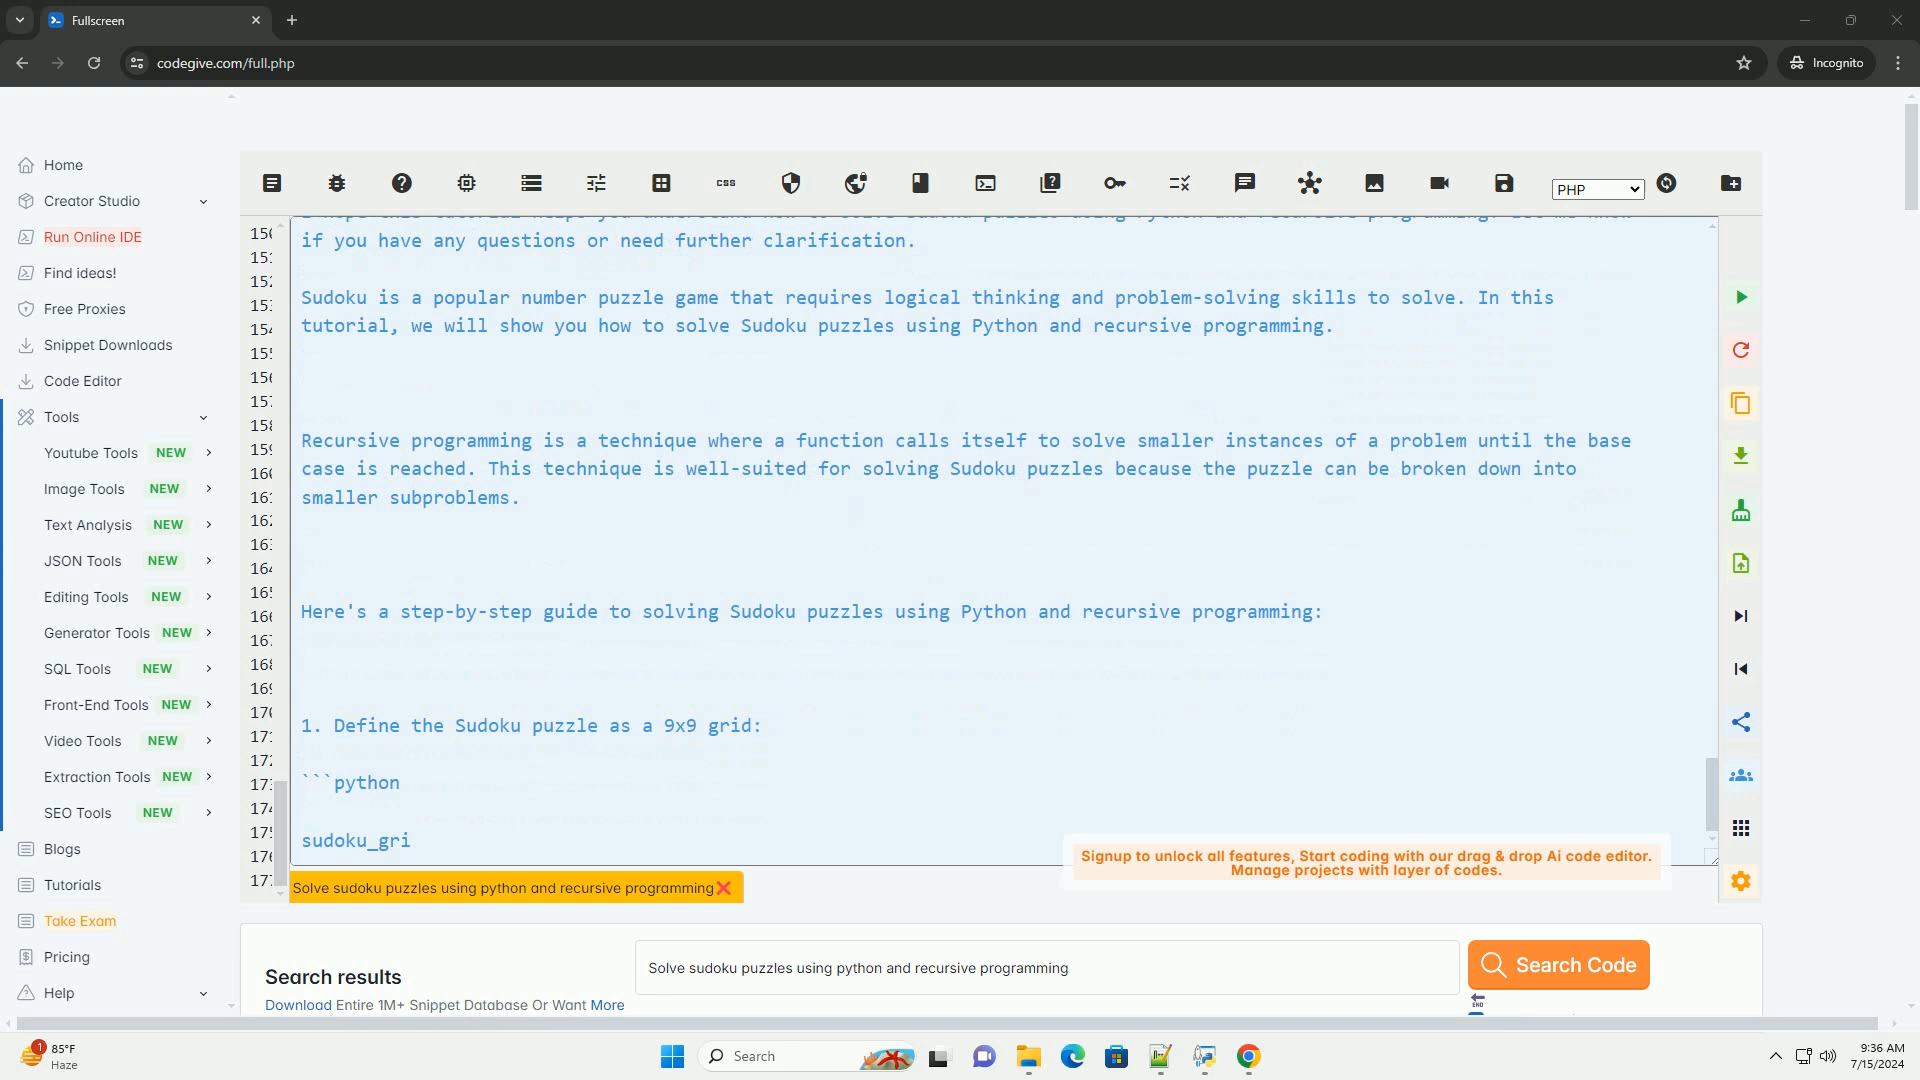 Fullscreen
codegive.com/full.php
Incognito
Home
Creator Studio
Run Online IDE
Find ideas!
Free Proxies
Snippet Downloads
Code Editor
Tools
Youtube Tools NEW
Image Tools NEW
Text Analysis NEW
JSON Tools NEW
Editing Tools NEW
Generator Tools NEW
SQL Tools NEW
Front-End Tools NEW
Video Tools NEW
Extraction Tools NEW
SEO Tools NEW
Blogs
Tutorials
Take Exam
Pricing
Help
css
PHP
if you have any questions or need further clarification.
Sudoku is a popular number puzzle game that requires logical thinking and problem-solving skills to solve. In this
tutorial, we will show you how to solve Sudoku puzzles using Python and recursive programming.
Recursive programming is a technique where a function calls itself to solve smaller instances of a problem until the base
case is reached. This technique is well-suited for solving Sudoku puzzles because the puzzle can be broken down into
smaller subproblems.
Here's a step-by-step guide to solving Sudoku puzzles using Python and recursive programming:
1. Define the Sudoku puzzle as a 9x9 grid:
```python
sudoku_gri
Signup to unlock all features, Start coding with our drag & drop Ai code editor.
Manage projects with layer of codes.
Solve sudoku puzzles using python and recursive programming
Search results
Download Entire 1M+ Snippet Database Or Want More
Solve sudoku puzzles using python and recursive programming
Search Code
END
1
85°F
Haze
Search
9:36 AM
7/15/2024